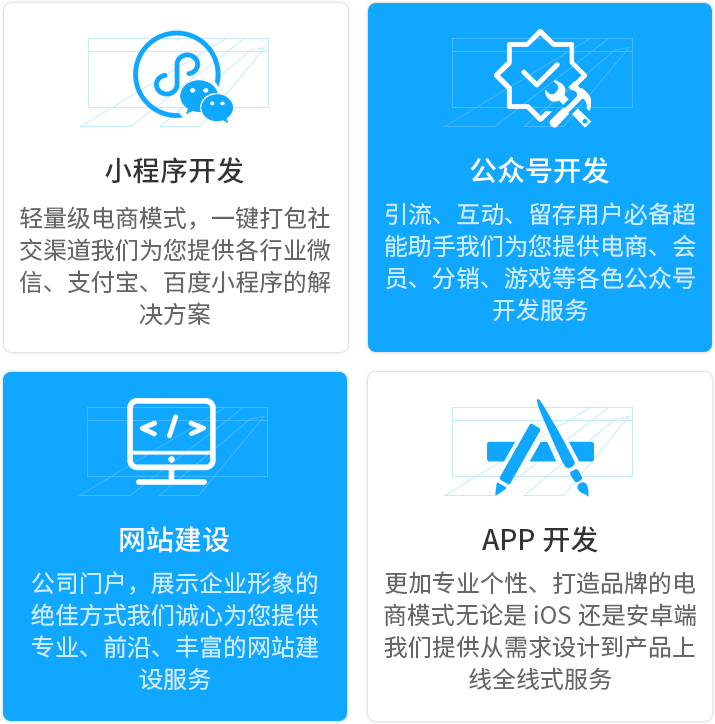 小程序开发
轻量级电商模式，一键打包社
交渠道我们为您提供各行业微
信、支付宝、百度小程序的解
决方案
公众号开发
引流、互动、留存用户必备超
能助手我们为您提供电商、会
员、分销、游戏等各色公众号
开发服务
网站建设
公司门户，展示企业形象的
绝佳方式我们诚心为您提供
专业、前沿、丰富的网站建
设服务
APP 开发
更加专业个性、打造品牌的电
商模式无论是 iOS 还是安卓端
我们提供从需求设计到产品上
线全线式服务